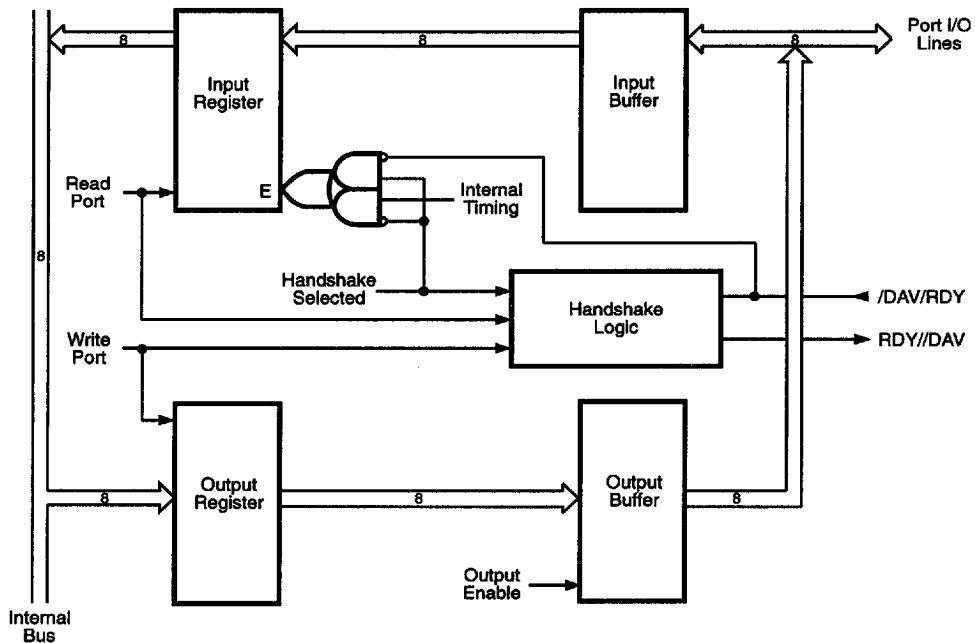 8
8
8
Port I/O
Lines
Input
Register
Input
Buffer
Read
Port
E
Internal
Timing
8
Handshake
Selected
Handshake
Logic
/DAV/RDY
Write
Port
RDY//DAV
8
Output
Register
8
Output
Buffer
8
Output
Enable
Internal
Bus